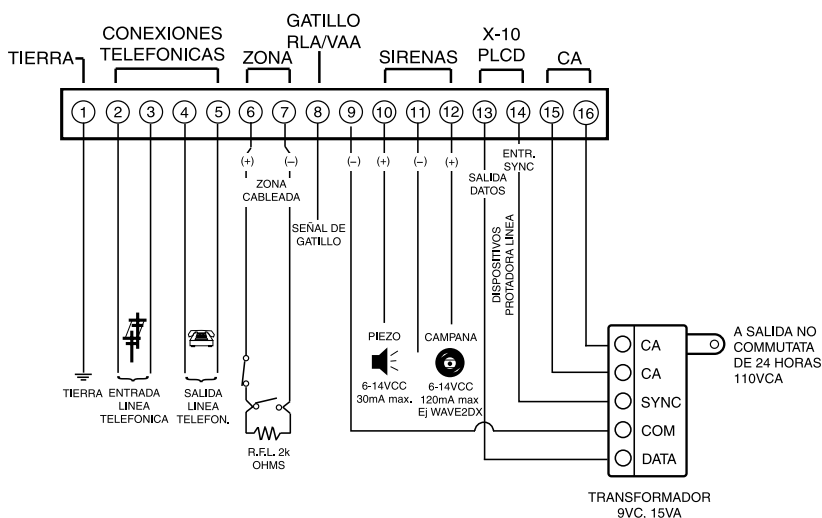 GATILLO
RLA/VAA
CONEXIONES
TELEFONICAS
X-10
PLCD
TIERRA
ZONA
SIRENAS
CA
1 2 3 4 5 6 7 8 9 10 11 12 13 14 15 16
(+) (–) (–) (+) (–) (+)
ENTR.
SYNC
SALIDA
DATOS
ZONA
CABLEADA
SEÑAL DE
GATILLO
DISPOSITIVOS
PROTADORA LINEA
PIEZO
6-14VCC
30mA max.
CAMPANA
6-14VCC
120mA max
Ej WAVE2DX
TIERRA
ENTRADA
LINEA
TELEFONICA
SALIDA
LINEA
TELEFON.
R.F.L. 2k
OHMS
CA
CA
SYNC
COM
DATA
A SALIDA NO
COMMUTATA
DE 24 HORAS
110VCA
TRANSFORMADOR
9VC. 15VA